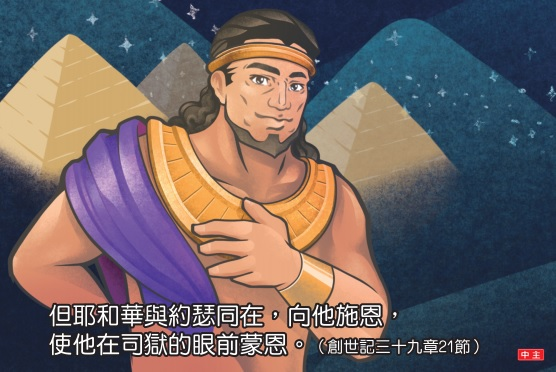 但耶和華與約瑟同在，向他施恩，
使他在司獄的眼前蒙恩。（創世記三十九章21節）
中主